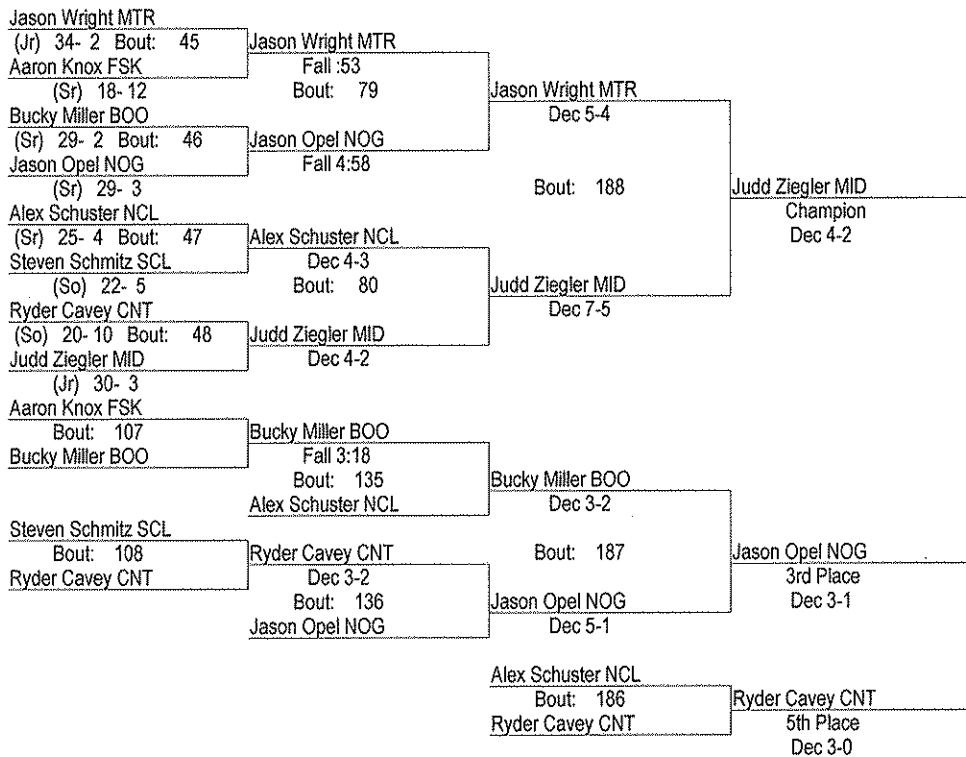 Jason Wright MTR
(Jr) 34- 2 Bout: 45
Aaron Knox FSK
(Sr) 18- 12
Bucky Miller BOO
(Sr) 29- 2 Bout: 46
Jason Opel NOG
(Sr) 29- 3
Alex Schuster NCL
(Sr) 25- 4 Bout: 47
Steven Schmitz SCL
(So) 22- 5
Ryder Cavey CNT
(So) 20- 10 Bout: 48
Judd Ziegler MID
(Jr) 30- 3
Jason Wright MTR
Fall :53
Bout: 79
Jason Opel NOG
Fall 4:58
Alex Schuster NCL
Dec 4-3
Bout: 80
Judd Ziegler MID
Dec 4-2
Jason Wright MTR
Dec 5-4
Bout: 188
Judd Ziegler MID
Dec 7-5
Judd Ziegler MID
Champion
Dec 4-2
Aaron Knox FSK
Bout: 107
Bucky Miller BOO
Steven Schmitz SCL
Bout: 108
Ryder Cavey CNT
Bucky Miller BOO
Fall 3:18
Bout: 135
Alex Schuster NCL
Ryder Cavey CNT
Dec 3-2
Bout: 136
Jason Opel NOG
Bucky Miller BOO
Dec 3-2
Bout: 187
Jason Opel NOG
Dec 5-1
Jason Opel NOG
3rd Place
Dec 3-1
Alex Schuster NCL
Bout: 186
Ryder Cavey CNT
Ryder Cavey CNT
5th Place
Dec 3-0